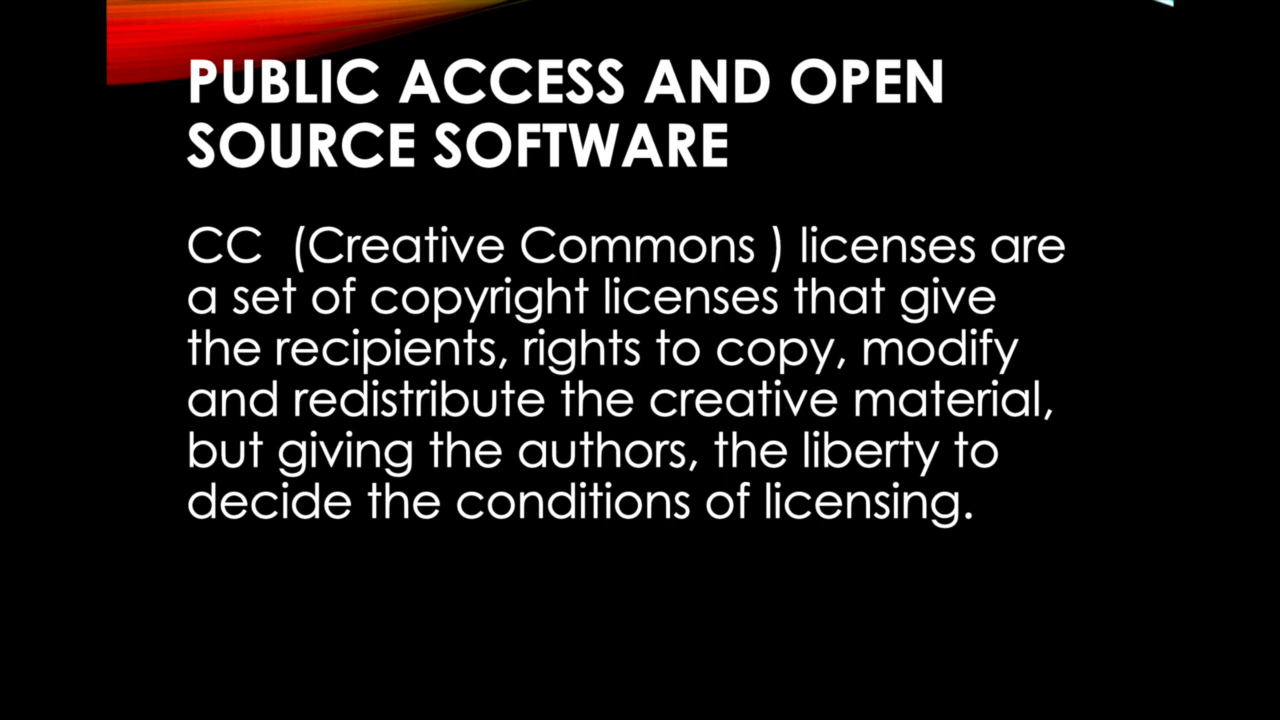 PUBLIC ACCESS AND OPEN
SOURCE SOFTWARE
CC  (Creative Commons ) licenses are
a set of copyright licenses that give
the recipients, rights to copy, modify
and redistribute the creative material,
but giving the authors, the liberty to
decide the conditions of licensing.